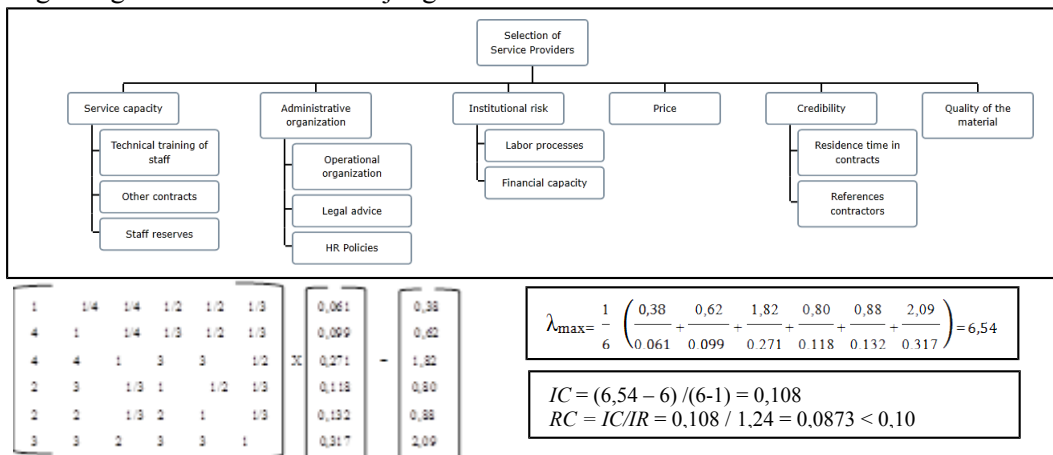 Selection of
Service Providers
Service capacity
Technical training of
staff
Other contracts
Staff reserves
Administrative
organization
Operational
organization
Legal advice
HR Policies
Institutional risk
Labor processes
Financial capacity
Price
Credibility
Residence time in
contracts
References
contractors
Quality of the
material
1 1/4 1/4 1/2 1/2 1/3 0,061 0,38
4 1 1/4 1/3 1/2 1/3 0,099 0,62
4 4 1 3 3 1/2 X 0,271 – 1,82
2 3 1/3 1 1/2 1/3 0,118 0,80
2 2 1/3 2 1 1/3 0,132 0,88
3 3 2 3 3 1 0,317 2,09
λmax= 1/6 (0,38/0.061 + 0,62/0.099 + 1,82/0.271 + 0,80/0.118 + 0,88/0.132 + 2,09/0.317) = 6,54
IC = (6,54 – 6) /(6-1) = 0,108
RC = IC/IR = 0,108 / 1,24 = 0,0873 < 0,10